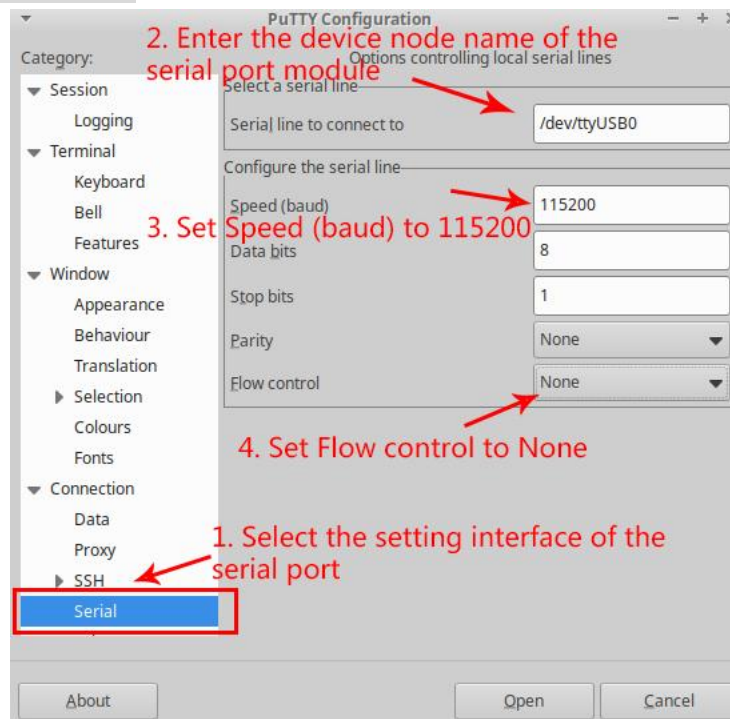 PuTTY Configuration
2. Enter the device node name of the
serial port module
Category:
Options controlling local serial lines
Session
Logging
Terminal
Keyboard
Bell
Features
Window
Appearance
Behaviour
Translation
Selection
Colours
Fonts
Connection
Data
Proxy
SSH
Serial
Select a serial line
Serial line to connect to
/dev/ttyUSB0
Configure the serial line
Speed (baud)
115200
3. Set Speed (baud) to 115200
Data bits
8
Stop bits
1
Parity
None
Flow control
None
4. Set Flow control to None
1. Select the setting interface of the
serial port
About
Open
Cancel